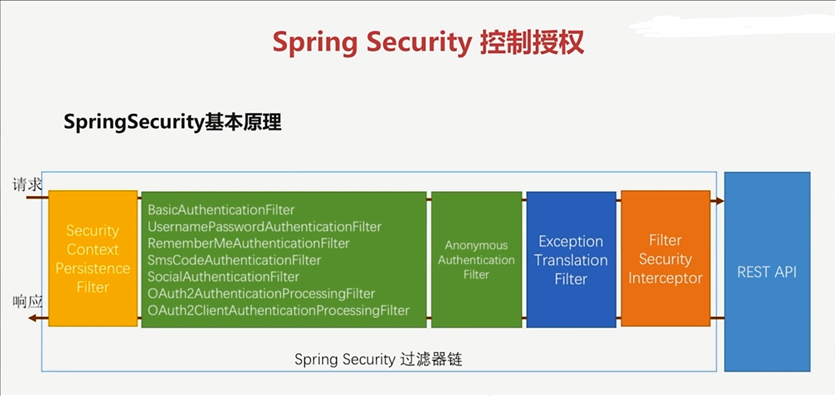 Spring Security 控制授权
SpringSecurity基本原理
请求
Security
Context
Persistence
Filter
BasicAuthenticationFilter
UsernamePasswordAuthenticationFilter
RememberMeAuthenticationFilter
SmsCodeAuthenticationFilter
SocialAuthenticationFilter
OAuth2AuthenticationProcessingFilter
OAuth2ClientAuthenticationProcessingFilter
Anonymous
Authentication
Filter
Exception
Translation
Filter
Filter
Security
Interceptor
REST API
响应
Spring Security 过滤器链